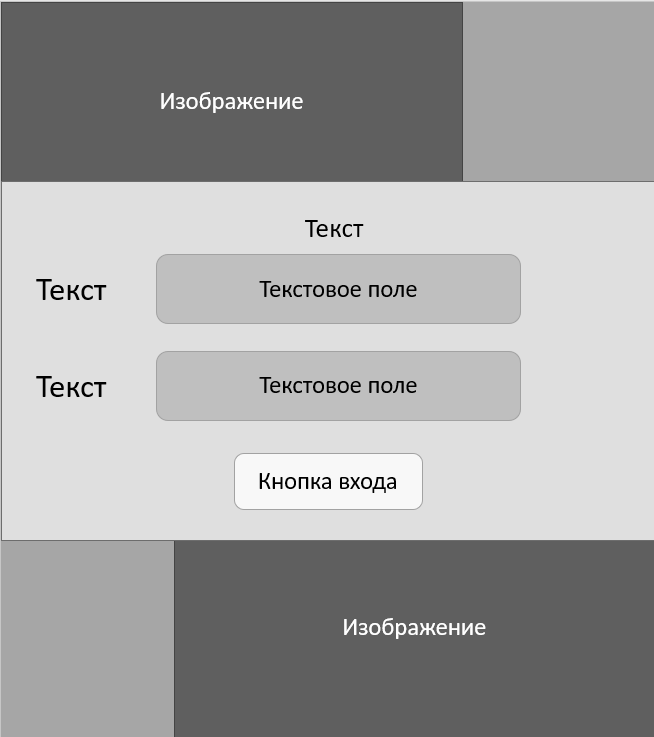 Изображение
Текст
Текст
Текстовое поле
Текст
Текстовое поле
Кнопка входа
Изображение